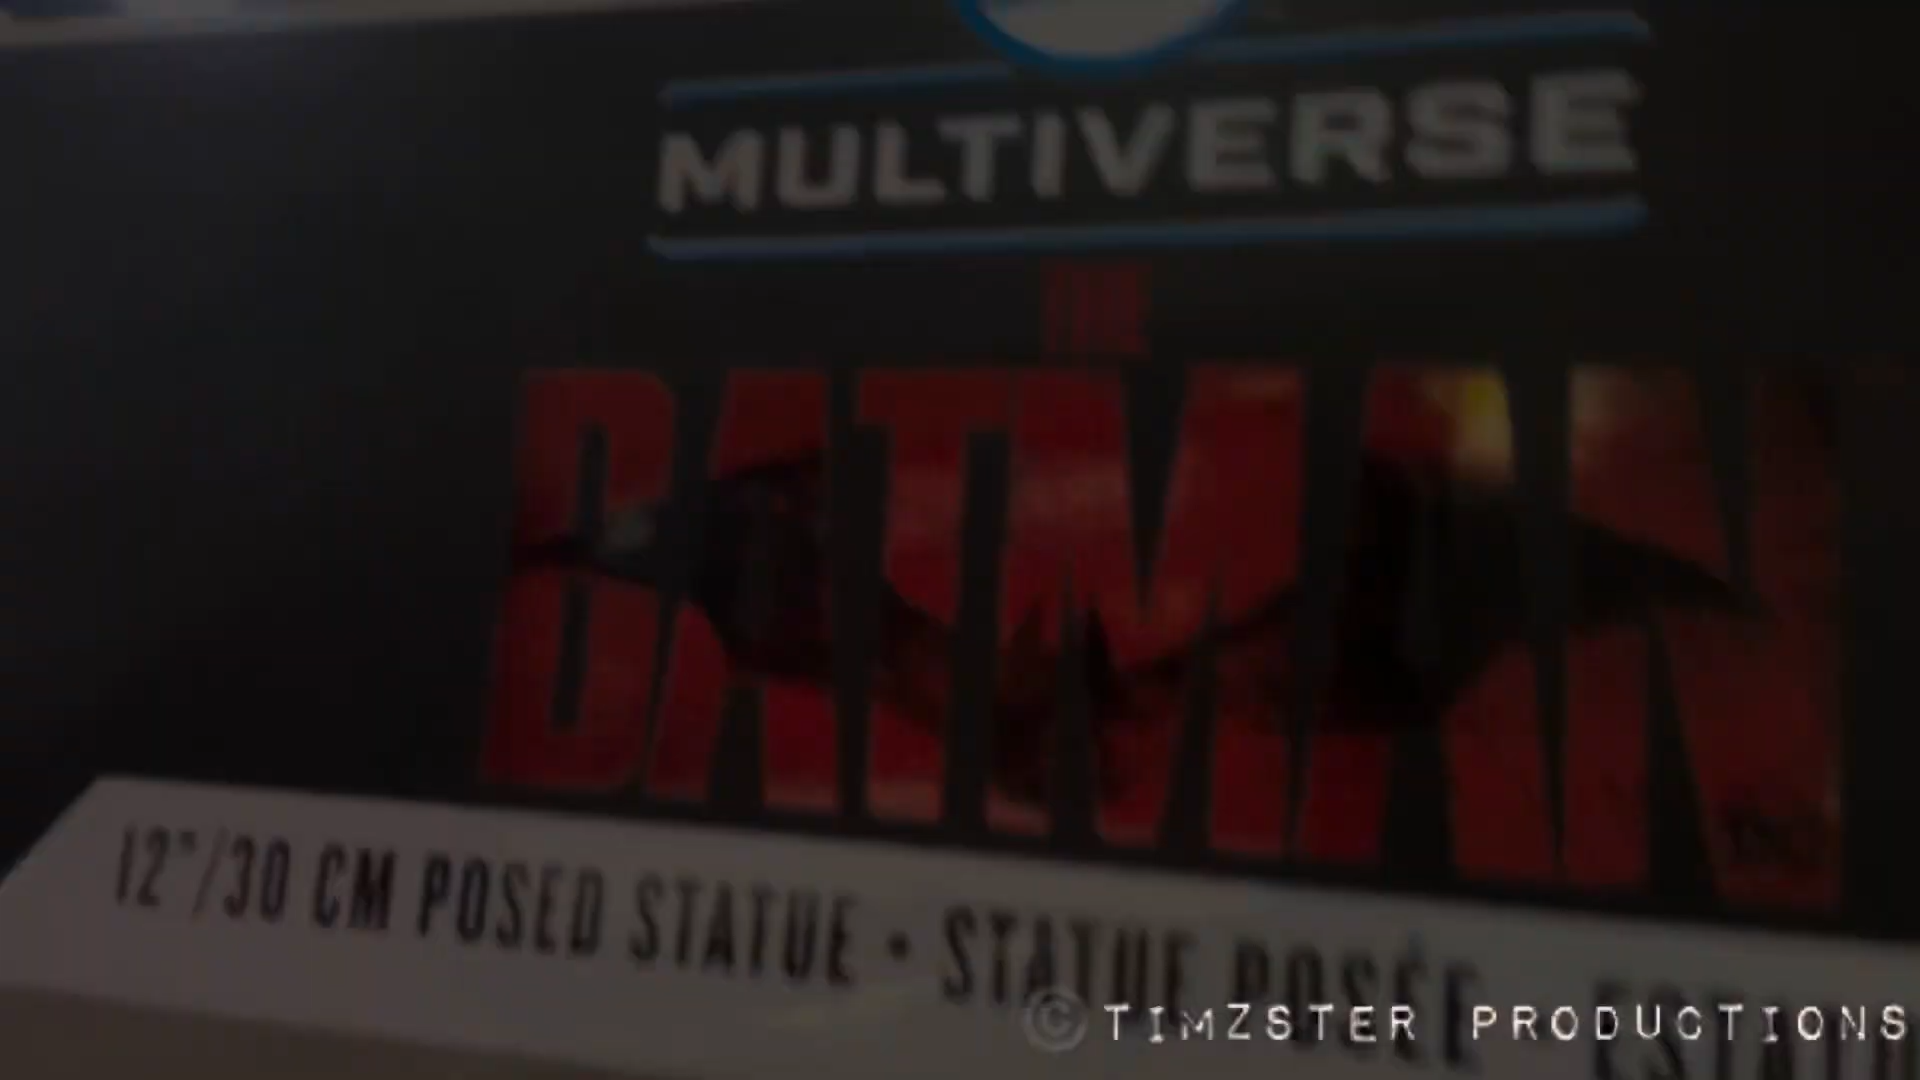 MULTIVERSE
THE
BATMAN
12"/30 CM POSED STATUE • STATUE POSÉE
© TIMZSTER PRODUCTIONS